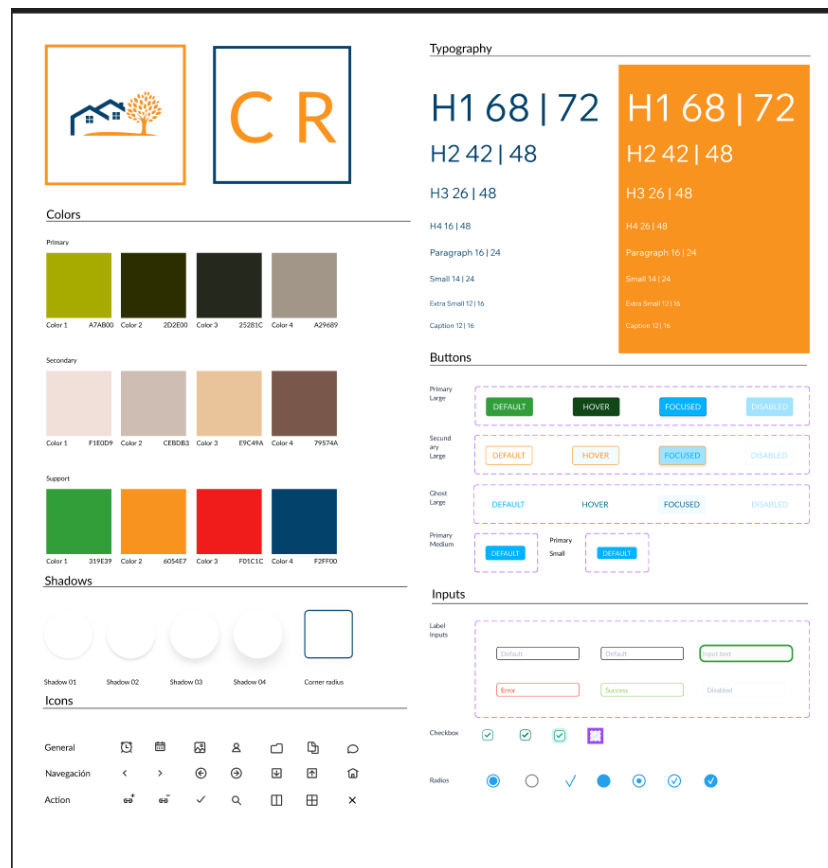 C R
Colors
Primary
Color 1 A7AB00 Color 2 2D2E00 Color 3 25281C Color 4 A29689
Secondary
Color 1 F1E0D9 Color 2 CEBDB3 Color 3 E9C49A Color 4 79574A
Support
Color 1 319E39 Color 2 6054E7 Color 3 F01C1C Color 4 F2FF00
Shadows
Shadow 01 Shadow 02 Shadow 03 Shadow 04 Corner radius
Icons
General
Navegación
Action
Typography
H1 68 | 72
H2 42 | 48
H3 26 | 48
H4 16 | 48
Paragraph 16 | 24
Small 14 | 24
Extra Small 12 | 16
Caption 12 | 16
H1 68 | 72
H2 42 | 48
H3 26 | 48
H4 26 | 48
Paragraph 16 | 24
Small 14 | 24
Extra Small 12 | 16
Caption 12 | 16
Buttons
Primary
Large
DEFAULT HOVER FOCUSED DISABLED
Secund
ary
Large
DEFAULT HOVER FOCUSED DISABLED
Ghost
Large
DEFAULT HOVER FOCUSED DISABLED
Primary
Medium
DEFAULT
Primary
Small
DEFAULT
Inputs
Label
Inputs
Default Default Input text
Error Success Disabled
Checkbox
Radios